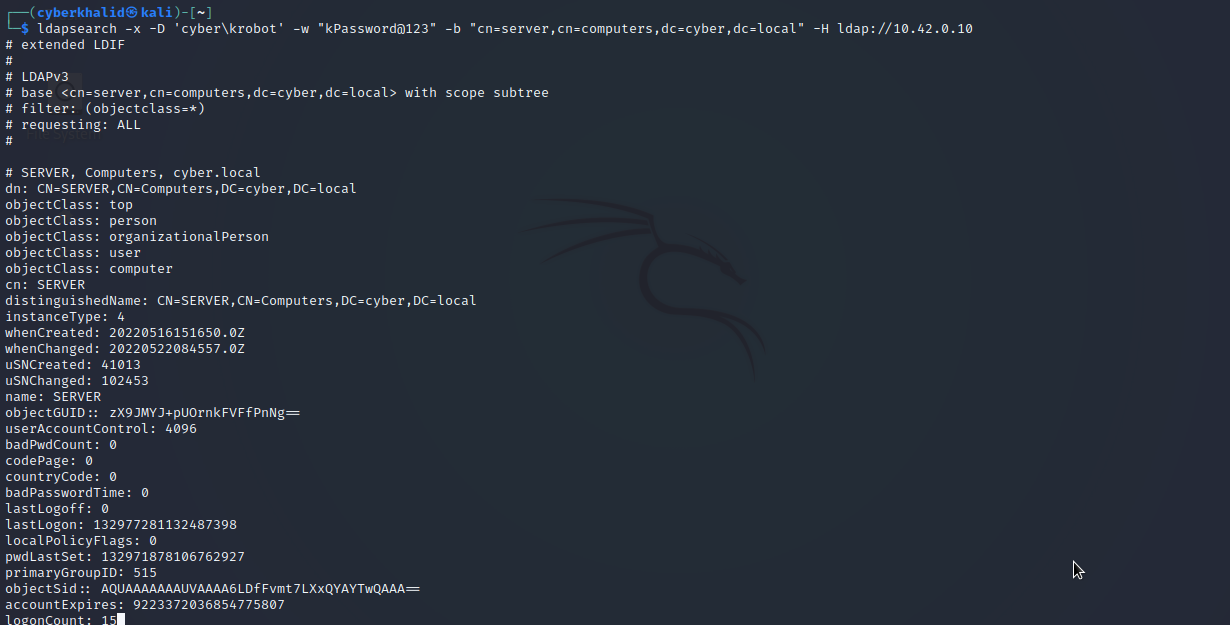 ┌──(cyberkhalid㉿kali)-[~]
└─$ ldapsearch -x -D 'cyber\krobot' -w "kPassword@123" -b "cn=server,cn=computers,dc=cyber,dc=local" -H ldap://10.42.0.10
# extended LDIF
#
# LDAPv3
# base <cn=server,cn=computers,dc=cyber,dc=local> with scope subtree
# filter: (objectclass=*)
# requesting: ALL
#
# SERVER, Computers, cyber.local
dn: CN=SERVER,CN=Computers,DC=cyber,DC=local
objectClass: top
objectClass: person
objectClass: organizationalPerson
objectClass: user
objectClass: computer
cn: SERVER
distinguishedName: CN=SERVER,CN=Computers,DC=cyber,DC=local
instanceType: 4
whenCreated: 20220516151650.0Z
whenChanged: 20220522084557.0Z
uSNCreated: 41013
uSNChanged: 102453
name: SERVER
objectGUID:: zX9JMYJ+pUOrnkFVFfPnNg==
userAccountControl: 4096
badPwdCount: 0
codePage: 0
countryCode: 0
badPasswordTime: 0
lastLogoff: 0
lastLogon: 132977281132487398
localPolicyFlags: 0
pwdLastSet: 132971878106762927
primaryGroupID: 515
objectSid:: AQUAAAAAAAUVAAAA6LDfFvmt7LXxQYAYTwQAAA==
accountExpires: 9223372036854775807
logonCount: 15